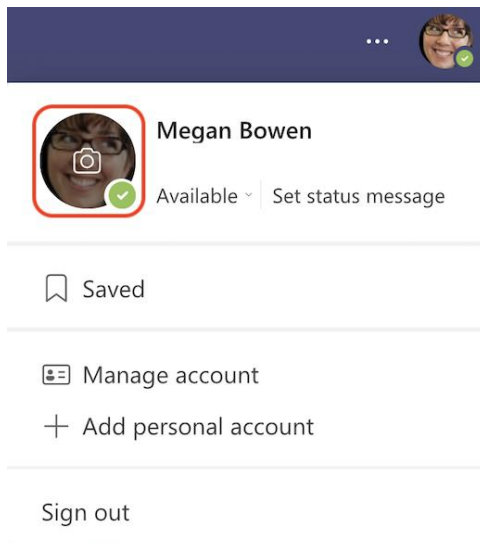 Megan Bowen
Available Set status message
Saved
Manage account
Add personal account
Sign out